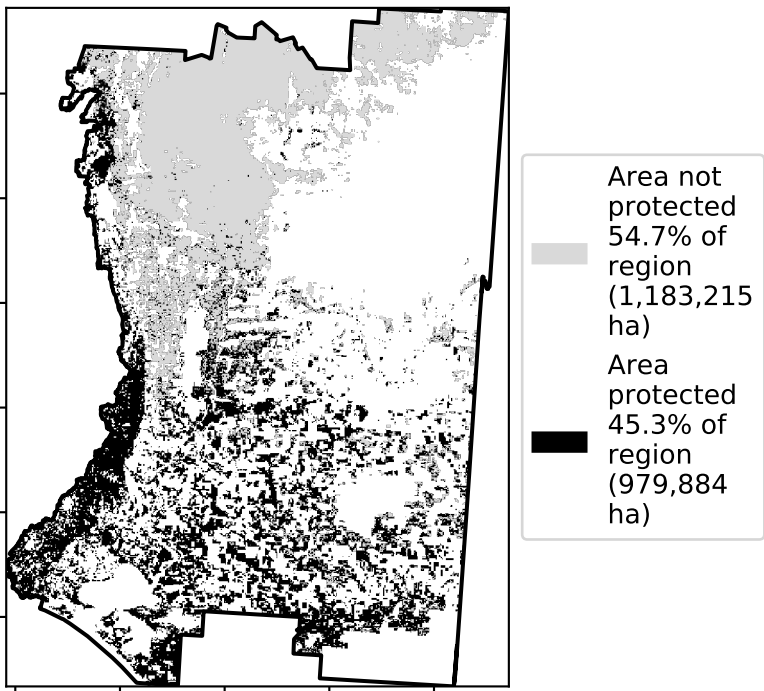 Area not
protected
54.7% of
region
(1,183,215
ha)
Area
protected
45.3% of
region
(979,884
ha)